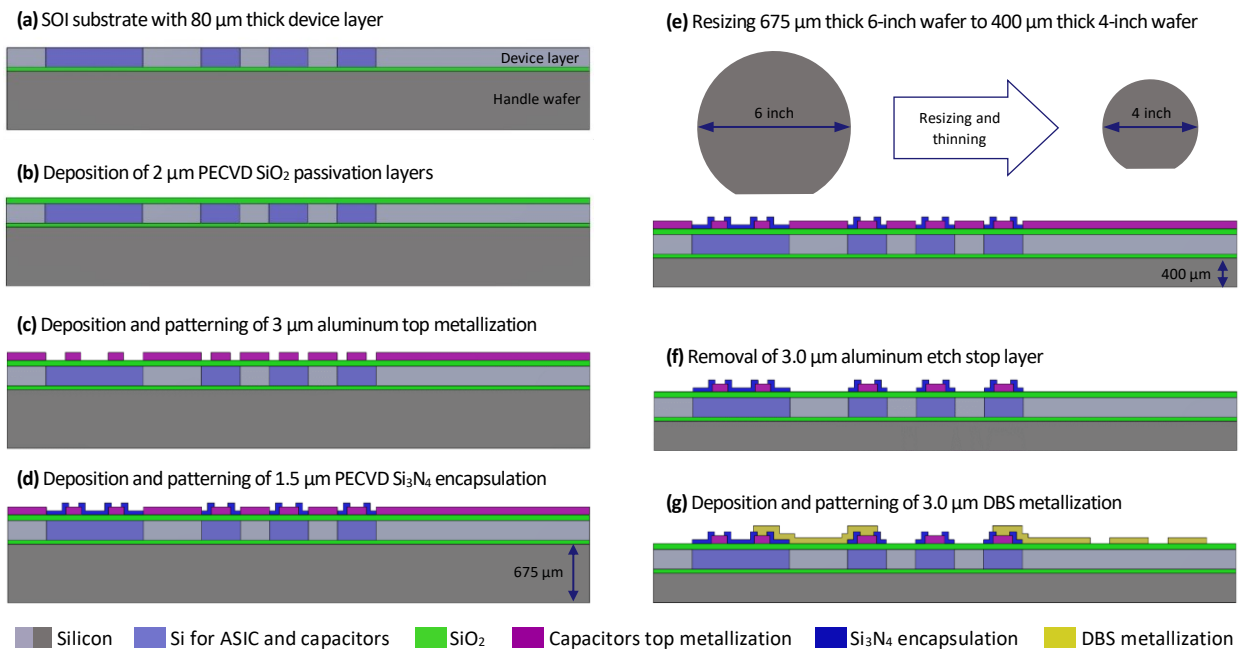 (a) SOI substrate with 80 µm thick device layer
Device layer
Handle wafer
(b) Deposition of 2 µm PECVD SiO₂ passivation layers
(c) Deposition and patterning of 3 µm aluminum top metallization
(d) Deposition and patterning of 1.5 µm PECVD Si₃N₄ encapsulation
675 µm
(e) Resizing 675 µm thick 6-inch wafer to 400 µm thick 4-inch wafer
6 inch
Resizing and
thinning
4 inch
400 µm
(f) Removal of 3.0 µm aluminum etch stop layer
(g) Deposition and patterning of 3.0 µm DBS metallization
Silicon
Si for ASIC and capacitors
SiO₂
Capacitors top metallization
Si₃N₄ encapsulation
DBS metallization